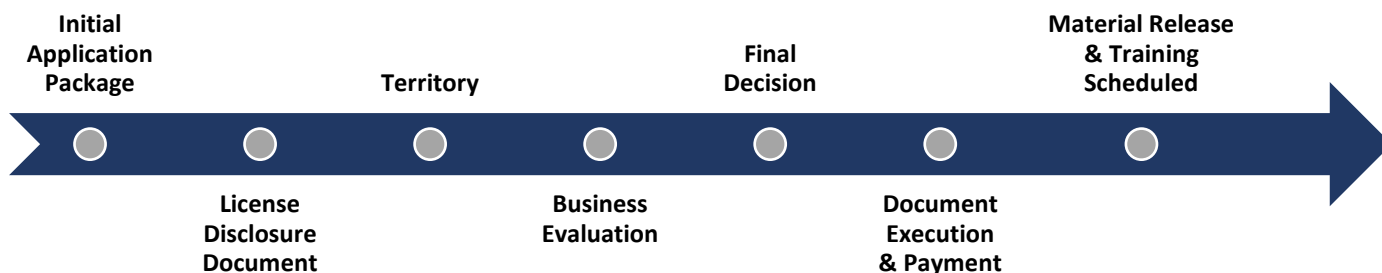 Initial
Application
Package
License
Disclosure
Document
Territory
Business
Evaluation
Final
Decision
Document
Execution
& Payment
Material Release
& Training
Scheduled